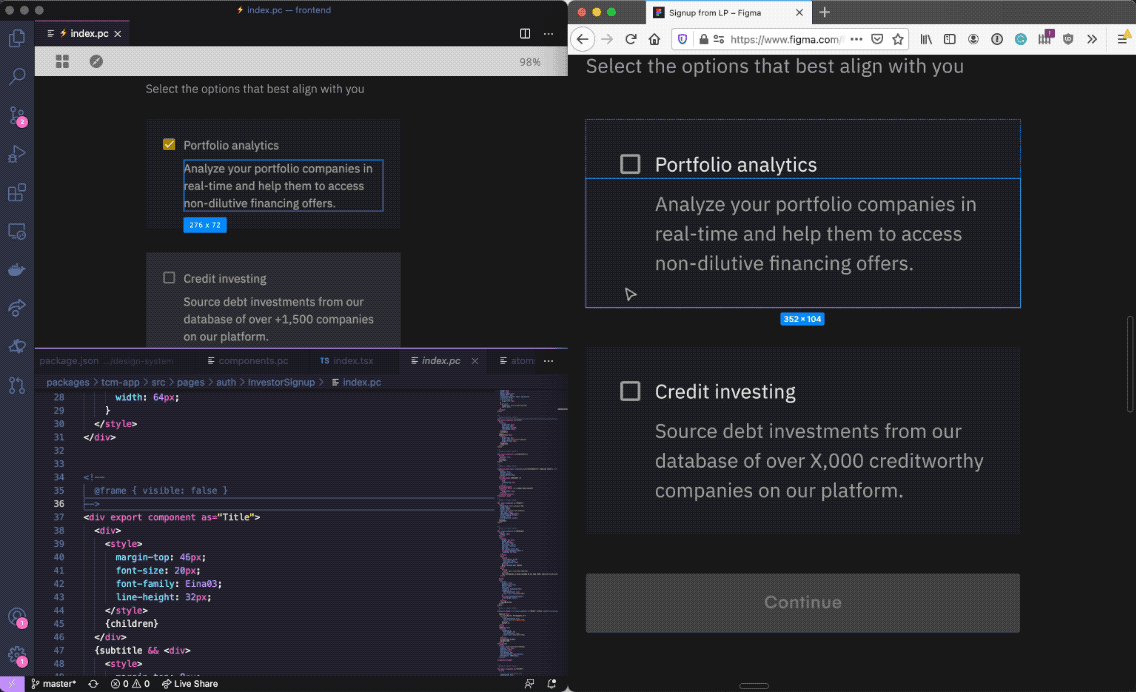 index.pc — frontend
index.pc
98%
Select the options that best align with you
Portfolio analytics
Analyze your portfolio companies in
real-time and help them to access
non-dilutive financing offers.
276 x 72
Credit investing
Source debt investments from our
database of over +1,500 companies
on our platform.
2
package.json .../design-system
components.pc
TS index.tsx
index.pc
atom
packages > tcm-app > src > pages > auth > InvestorSignup > index.pc
28 width: 64px;
29 }
30 </style>
31 </div>
32
33
34 <!--
35 @frame { visible: false }
36 -->
37 <div export component as="Title">
38 <div>
39 <style>
40 margin-top: 46px;
41 font-size: 20px;
42 font-family: Eina03;
43 line-height: 32px;
44 </style>
45 {children}
46 </div>
47 {subtitle && <div>
48 <style>
1
1
master*
0
0
Live Share
Signup from LP – Figma
https://www.figma.com/
Select the options that best align with you
Portfolio analytics
Analyze your portfolio companies in
real-time and help them to access
non-dilutive financing offers.
352 × 104
Credit investing
Source debt investments from our
database of over X,000 creditworthy
companies on our platform.
Continue